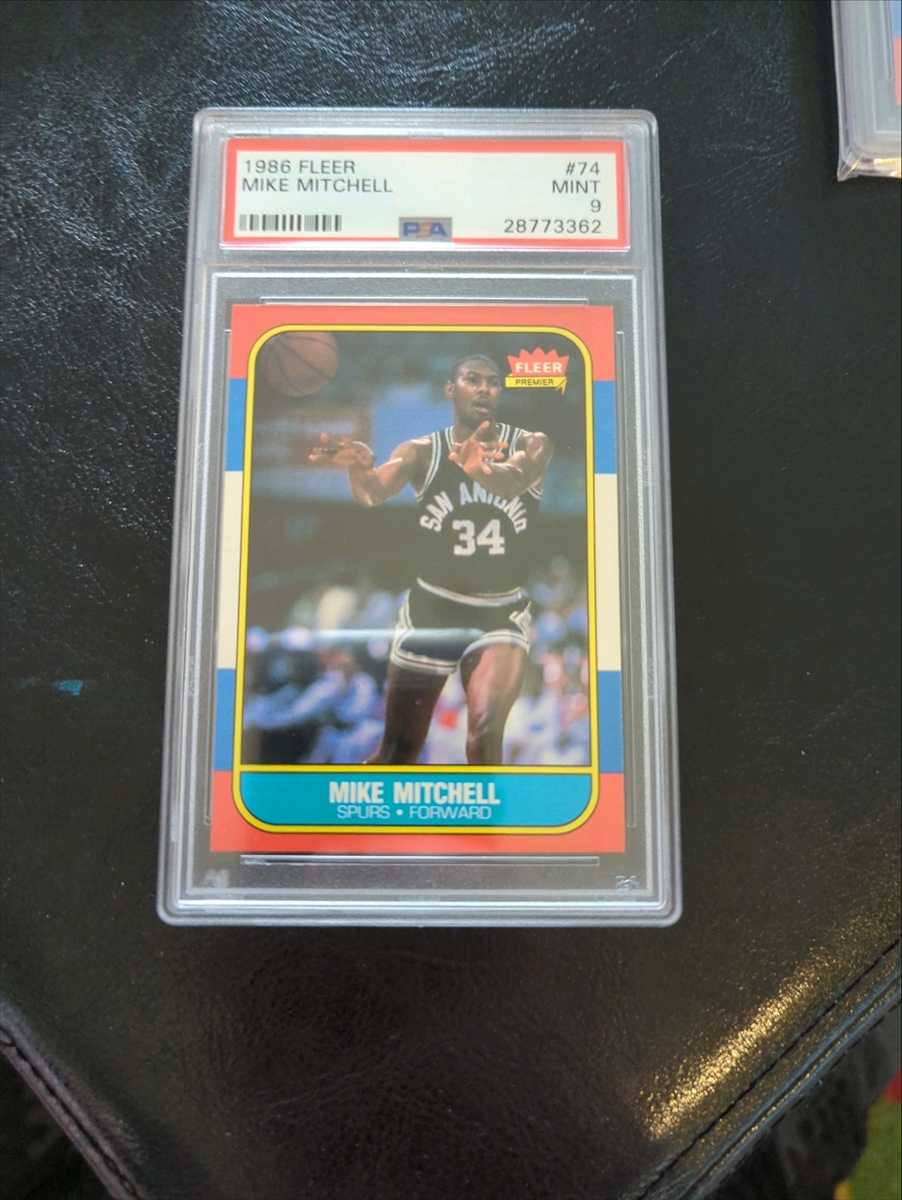 1986 FLEER #74
MIKE MITCHELL MINT
9
28773362
PSA
FLEER
PREMIER
SAN ANTONIO
34
MIKE MITCHELL
SPURS • FORWARD